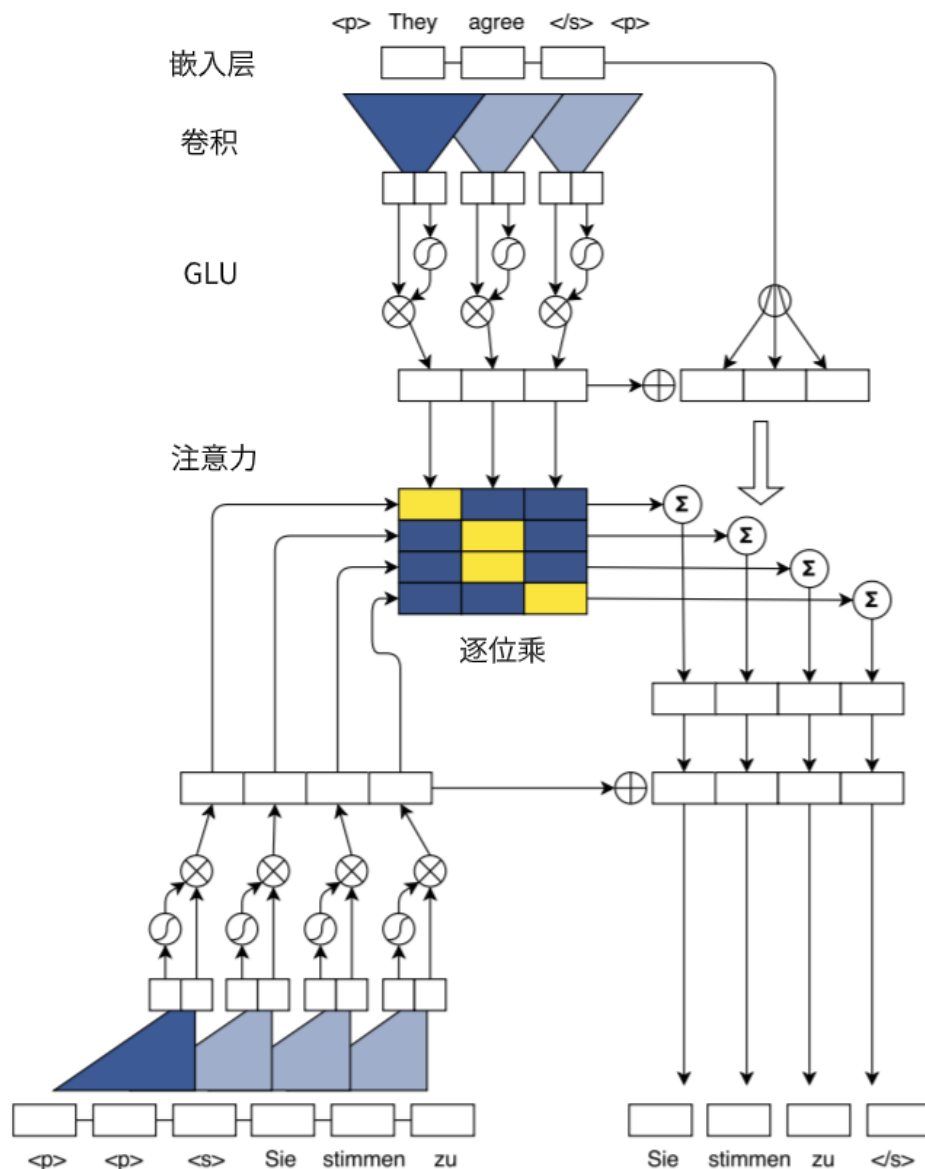 <p> They agree </s> <p>
嵌入层
卷积
GLU
注意力
Σ
Σ
Σ
Σ
逐位乘
<p> <p> <s> Sie stimmen zu
Sie stimmen zu </s>